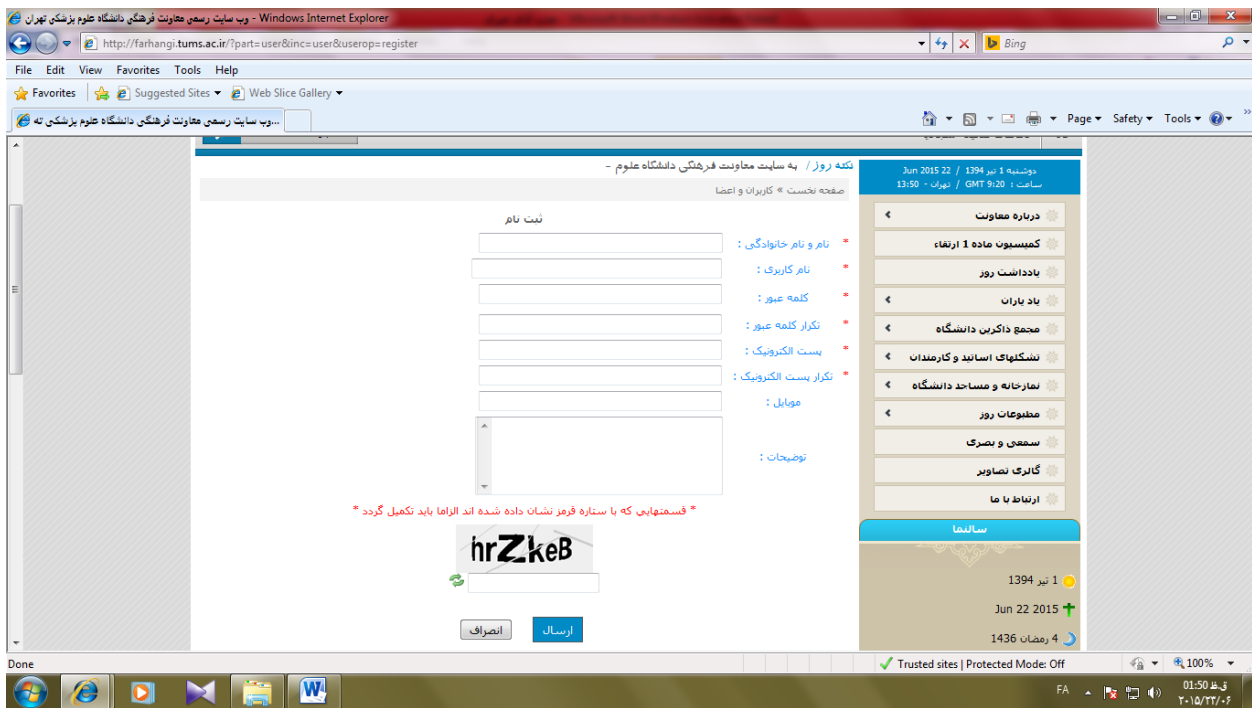 وب سایت رسمی معاونت فرهنگی دانشگاه علوم پزشکی تهران - Windows Internet Explorer
http://farhangi.tums.ac.ir/?part=user&inc=user&userop=register
Bing
File Edit View Favorites Tools Help
Favorites Suggested Sites Web Slice Gallery
وب سایت رسمی معاونت فرهنگی دانشگاه علوم پزشکی ته...
Page Safety Tools
نکته روز / به سایت معاونت فرهنگی دانشگاه علوم -
صفحه نخست » کاربران و اعضا
ثبت نام
* نام و نام خانوادگی :
* نام کاربری :
* کلمه عبور :
* تکرار کلمه عبور :
* پست الکترونیک :
* تکرار پست الکترونیک :
موبایل :
توضیحات :
* قسمتهایی که با ستاره قرمز نشان داده شده اند الزاما باید تکمیل گردد *
hrZkeB
ارسال
انصراف
دوشنبه 1 تیر 1394 / Jun 2015 22
ساعت : GMT 9:20 / تهران - 13:50
درباره معاونت
کمیسیون ماده 1 ارتقاء
یادداشت روز
یاد یاران
مجمع ذاکرین دانشگاه
تشکلهای اساتید و کارمندان
نمازخانه و مساجد دانشگاه
مطبوعات روز
سمعی و بصری
گالری تصاویر
ارتباط با ما
سالنما
1 تیر 1394
Jun 22 2015
4 رمضان 1436
Done
Trusted sites | Protected Mode: Off
100%
FA
01:50 ق.ظ
۲۰۱۵/۲۳/۰۶